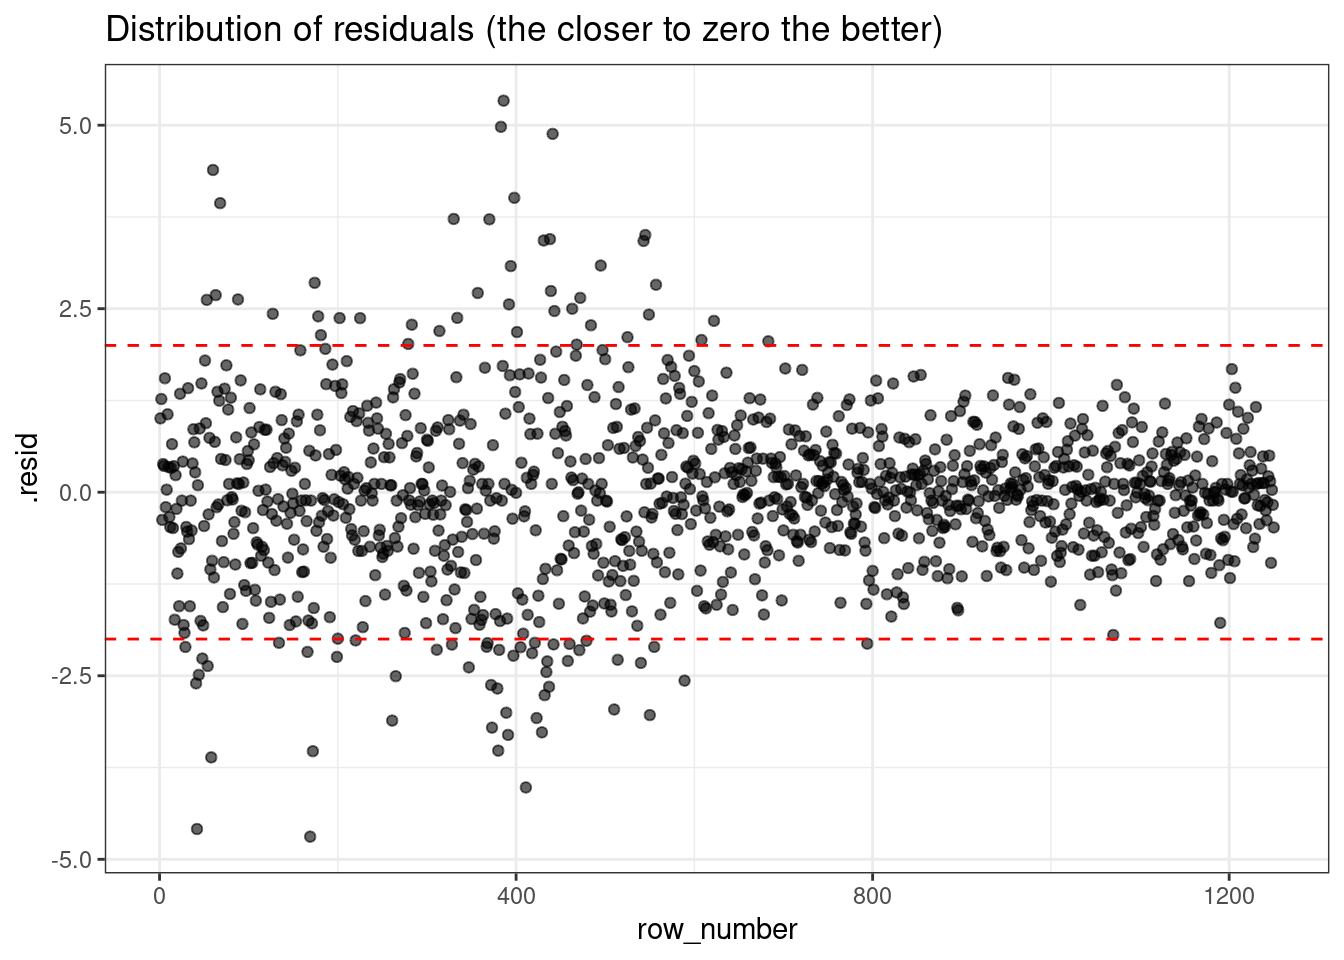 Distribution of residuals (the closer to zero the better)
5.0
2.5
0.0
-2.5
-5.0
.resid
0 400 800 1200
row_number